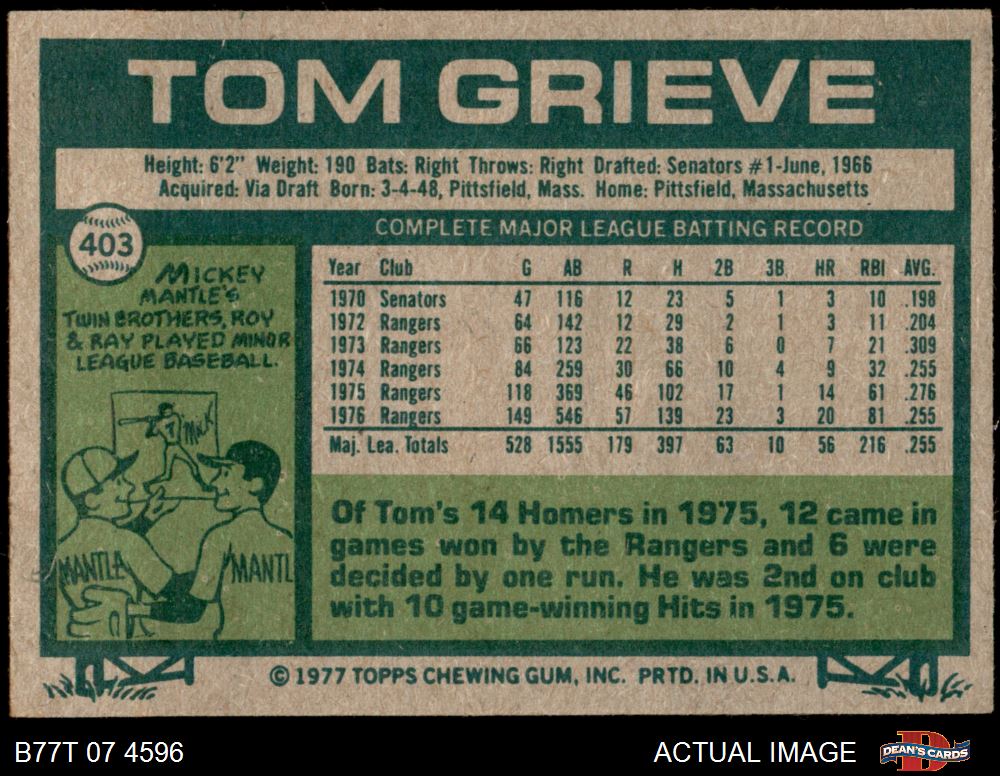 TOM GRIEVE
Height: 6'2" Weight: 190 Bats: Right Throws: Right Drafted: Senators #1-June, 1966
Acquired: Via Draft Born: 3-4-48, Pittsfield, Mass. Home: Pittsfield, Massachusetts
403
MICKEY
MANTLE'S
TWIN BROTHERS, ROY
& RAY PLAYED MINOR
LEAGUE BASEBALL.
Mick
MANTLE
MANTL
COMPLETE MAJOR LEAGUE BATTING RECORD
Year Club G AB R H 2B 3B HR RBI AVG.
1970 Senators 47 116 12 23 5 1 3 10 .198
1972 Rangers 64 142 12 29 2 1 3 11 .204
1973 Rangers 66 123 22 38 6 0 7 21 .309
1974 Rangers 84 259 30 66 10 4 9 32 .255
1975 Rangers 118 369 46 102 17 1 14 61 .276
1976 Rangers 149 546 57 139 23 3 20 81 .255
Maj. Lea. Totals 528 1555 179 397 63 10 56 216 .255
Of Tom's 14 Homers in 1975, 12 came in
games won by the Rangers and 6 were
decided by one run. He was 2nd on club
with 10 game-winning Hits in 1975.
© 1977 TOPPS CHEWING GUM, INC. PRTD. IN U.S.A.
B77T 07 4596
ACTUAL IMAGE
D
DEAN'S CARDS